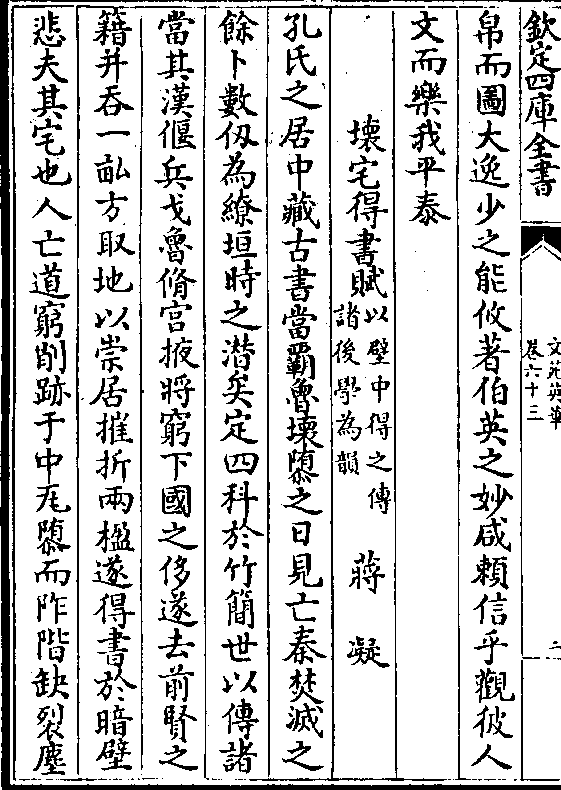 欽定四庫全書
文苑英華
卷六十三
二
帛而圖大逸少之能攸著伯英之妙咸頼信乎觀彼人
文而樂我平泰
壊宅得書賦以壁中得之傳諸後學為韻 蔣凝
孔氏之居中藏古書當覇魯壊隳之日見亡秦焚滅之
餘卜數仭為繚垣時之潜矣定四科於竹簡世以傳諸
當其漢偃兵戈魯脩宫掖將窮下國之侈遂去前賢之
籍并吞一畆方取地以崇居摧折兩楹遂得書於暗壁
悲夫其宅也人亡道窮削跡于中瓦隳而阼階缺裂塵